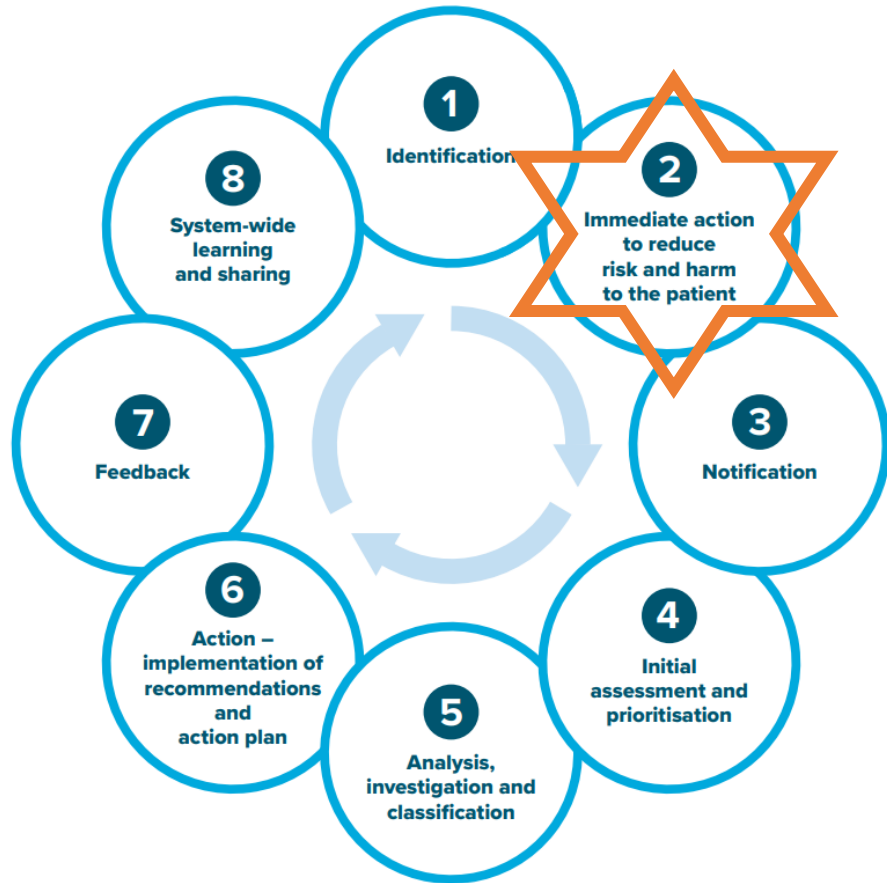 1
Identification
2
Immediate action
to reduce
risk and harm
to the patient
3
Notification
4
Initial
assessment and
prioritisation
5
Analysis,
investigation and
classification
6
Action –
implementation of
recommendations
and
action plan
7
Feedback
8
System-wide
learning
and sharing